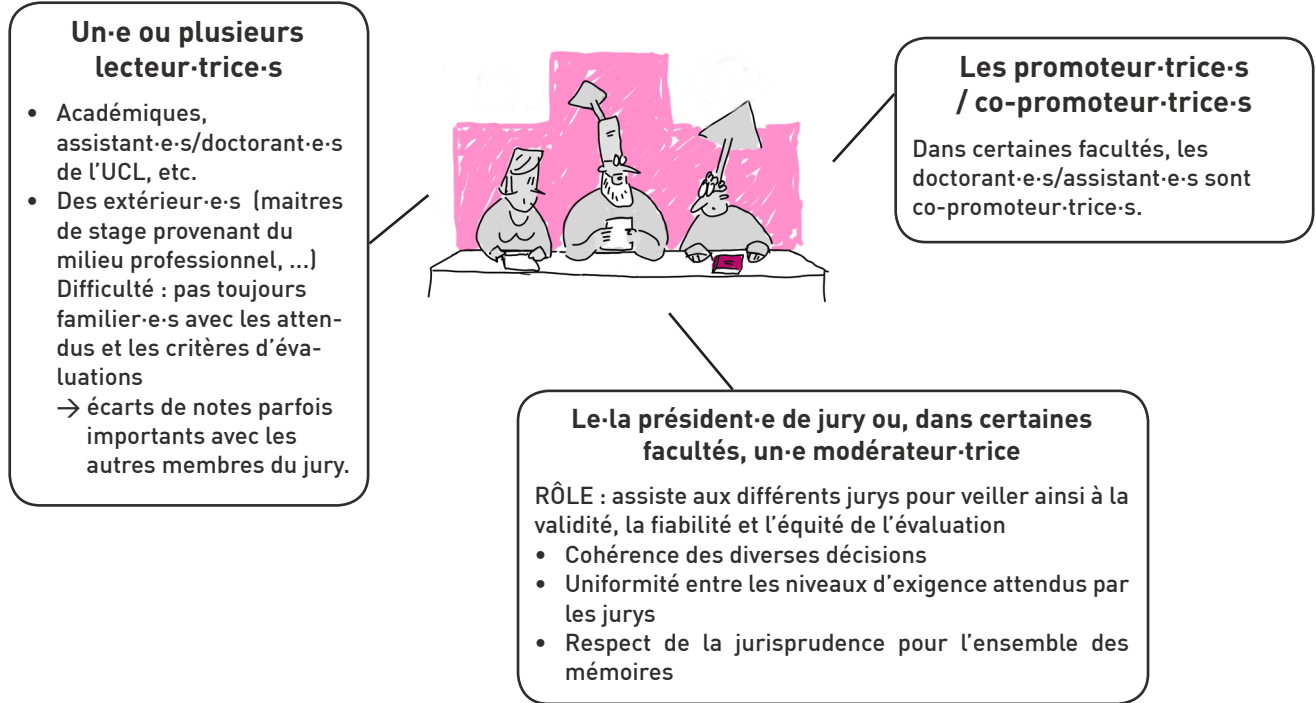 Un·e ou plusieurs
lecteur·trice·s
• Académiques,
assistant·e·s/doctorant·e·s
de l’UCL, etc.
• Des extérieur·e·s (maitres
de stage provenant du
milieu professionnel, ...)
Difficulté : pas toujours
familier·e·s avec les atten-
dus et les critères d’éva-
luations
→ écarts de notes parfois
importants avec les
autres membres du jury.
Les promoteur·trice·s
/ co-promoteur·trice·s
Dans certaines facultés, les
doctorant·e·s/assistant·e·s sont
co-promoteur·trice·s.
Le·la président·e de jury ou, dans certaines
facultés, un·e modérateur·trice
RÔLE : assiste aux différents jurys pour veiller ainsi à la
validité, la fiabilité et l’équité de l’évaluation
• Cohérence des diverses décisions
• Uniformité entre les niveaux d’exigence attendus par
les jurys
• Respect de la jurisprudence pour l’ensemble des
mémoires